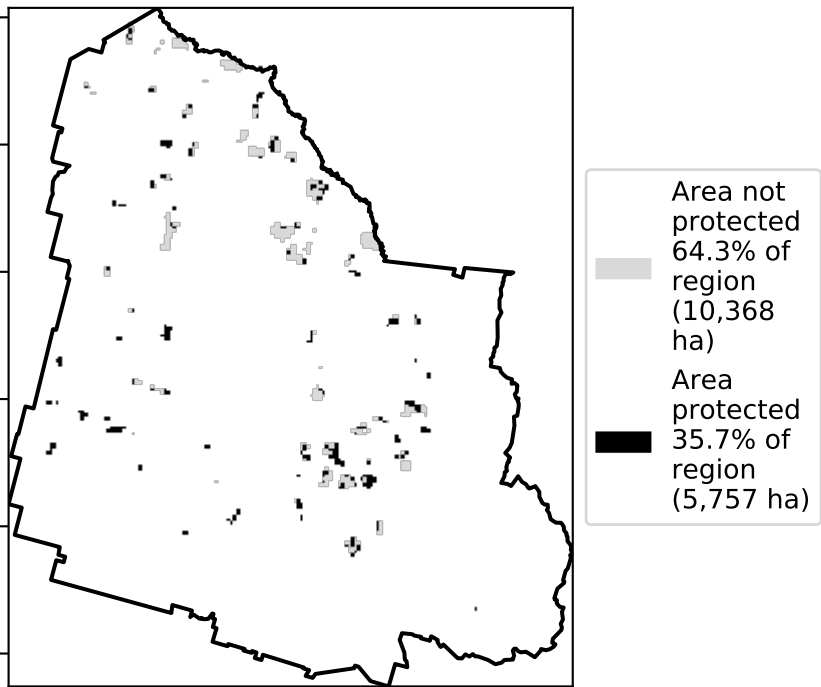 Area not
protected
64.3% of
region
(10,368
ha)
Area
protected
35.7% of
region
(5,757 ha)